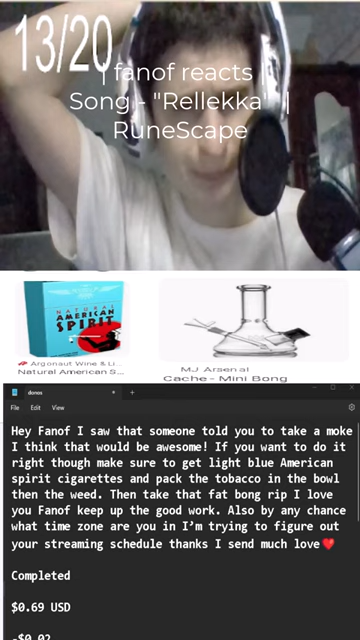 13/20
| fanof reacts |
Song - "Rellekka" |
RuneScape
NATURAL
AMERICAN
SPIRIT
Argonaut Wine & Li...
Natural American S...
MJ Arsenal
Cache - Mini Bong
donos
File Edit View
Hey Fanof I saw that someone told you to take a moke
I think that would be awesome! If you want to do it
right though make sure to get light blue American
spirit cigarettes and pack the tobacco in the bowl
then the weed. Then take that fat bong rip I love
you Fanof keep up the good work. Also by any chance
what time zone are you in I'm trying to figure out
your streaming schedule thanks I send much love❤️
Completed
$0.69 USD
-$0.02